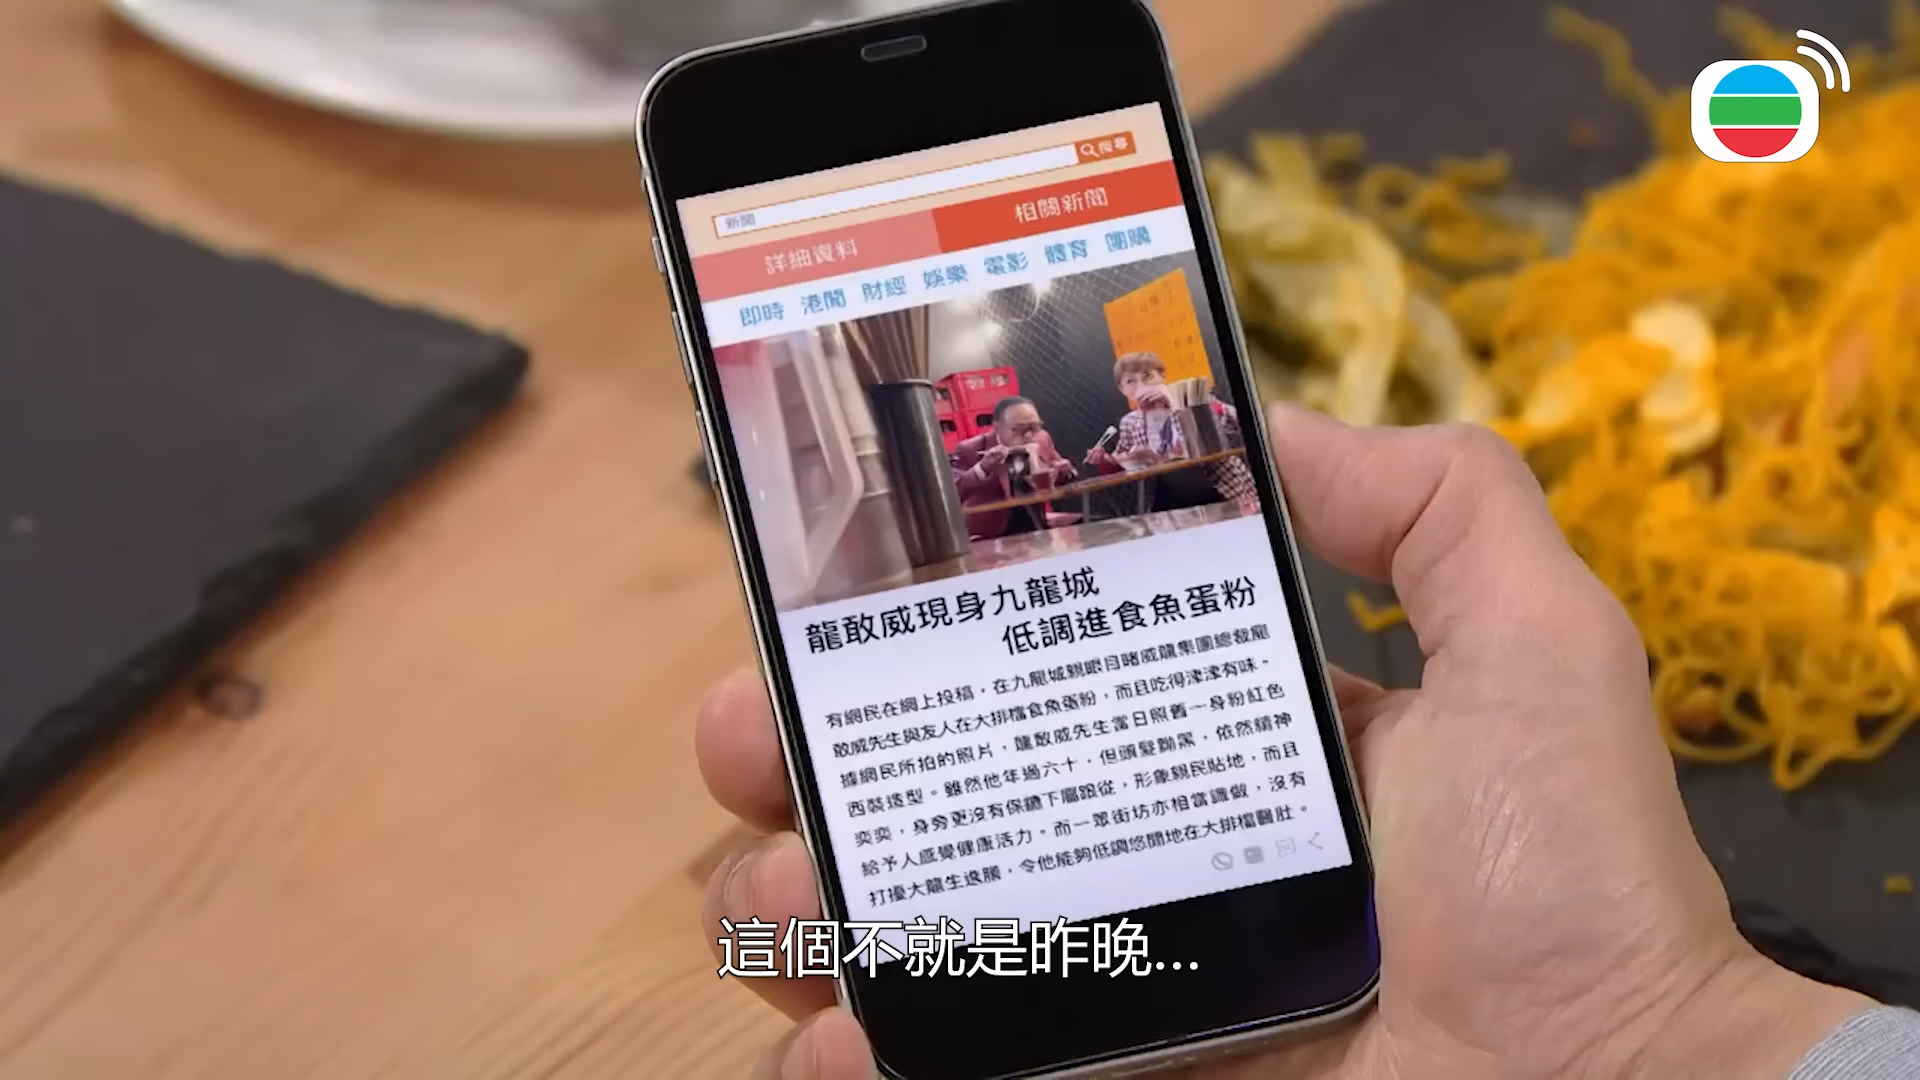 新聞
搜尋
詳細資料
相關新聞
即時 港聞 財經 娛樂 電影 體育 團購
龍敢威現身九龍城
低調進食魚蛋粉
有網民在網上投稿，在九龍城親眼目睹威龍集團總裁龍
敢威先生與友人在大排檔食魚蛋粉，而且吃得津津有味。
據網民所拍的照片，龍敢威先生當日照舊一身粉紅色
西裝造型。雖然他年過六十，但頭髮黝黑，依然精神
奕奕，身旁更沒有保鑣下屬跟從，形象親民貼地，而且
給予人感覺健康活力。而一眾街坊亦相當識做，沒有
打擾大龍生進膳，令他能夠低調悠閒地在大排檔醫肚。
這個不就是昨晚...